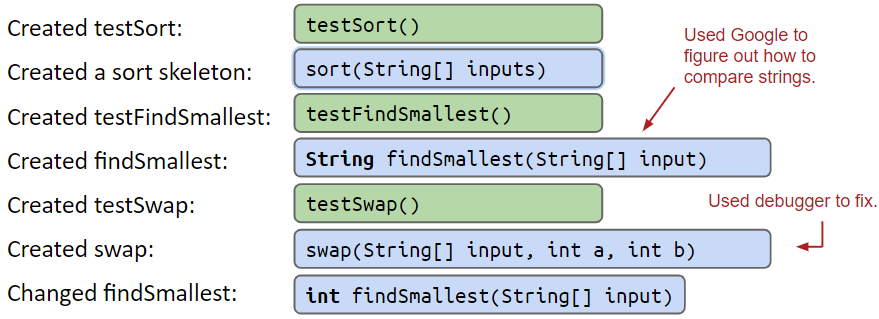 Created testSort: testSort()
Used Google to
figure out how to
compare strings.
Created a sort skeleton: sort(String[] inputs)
Created testFindSmallest: testFindSmallest()
Created findSmallest: String findSmallest(String[] input)
Created testSwap: testSwap()
Used debugger to fix.
Created swap: swap(String[] input, int a, int b)
Changed findSmallest: int findSmallest(String[] input)